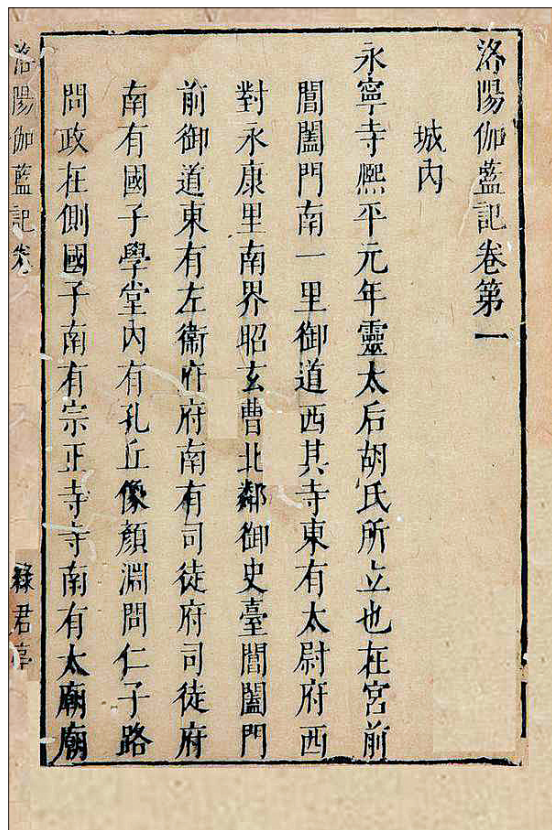 洛陽伽藍記卷第一
城內
永寧寺熈平元年靈太后胡氏所立也在宮前
閶闔門南一里御道西其寺東有太尉府西
對永康里南界昭玄曹北鄰御史臺閶闔門
前御道東有左衞府府南有司徒府司徒府
南有國子學堂內有孔丘像顏淵問仁子路
問政在側國子南有宗正寺寺南有太廟廟
洛陽伽藍記卷
綠君亭